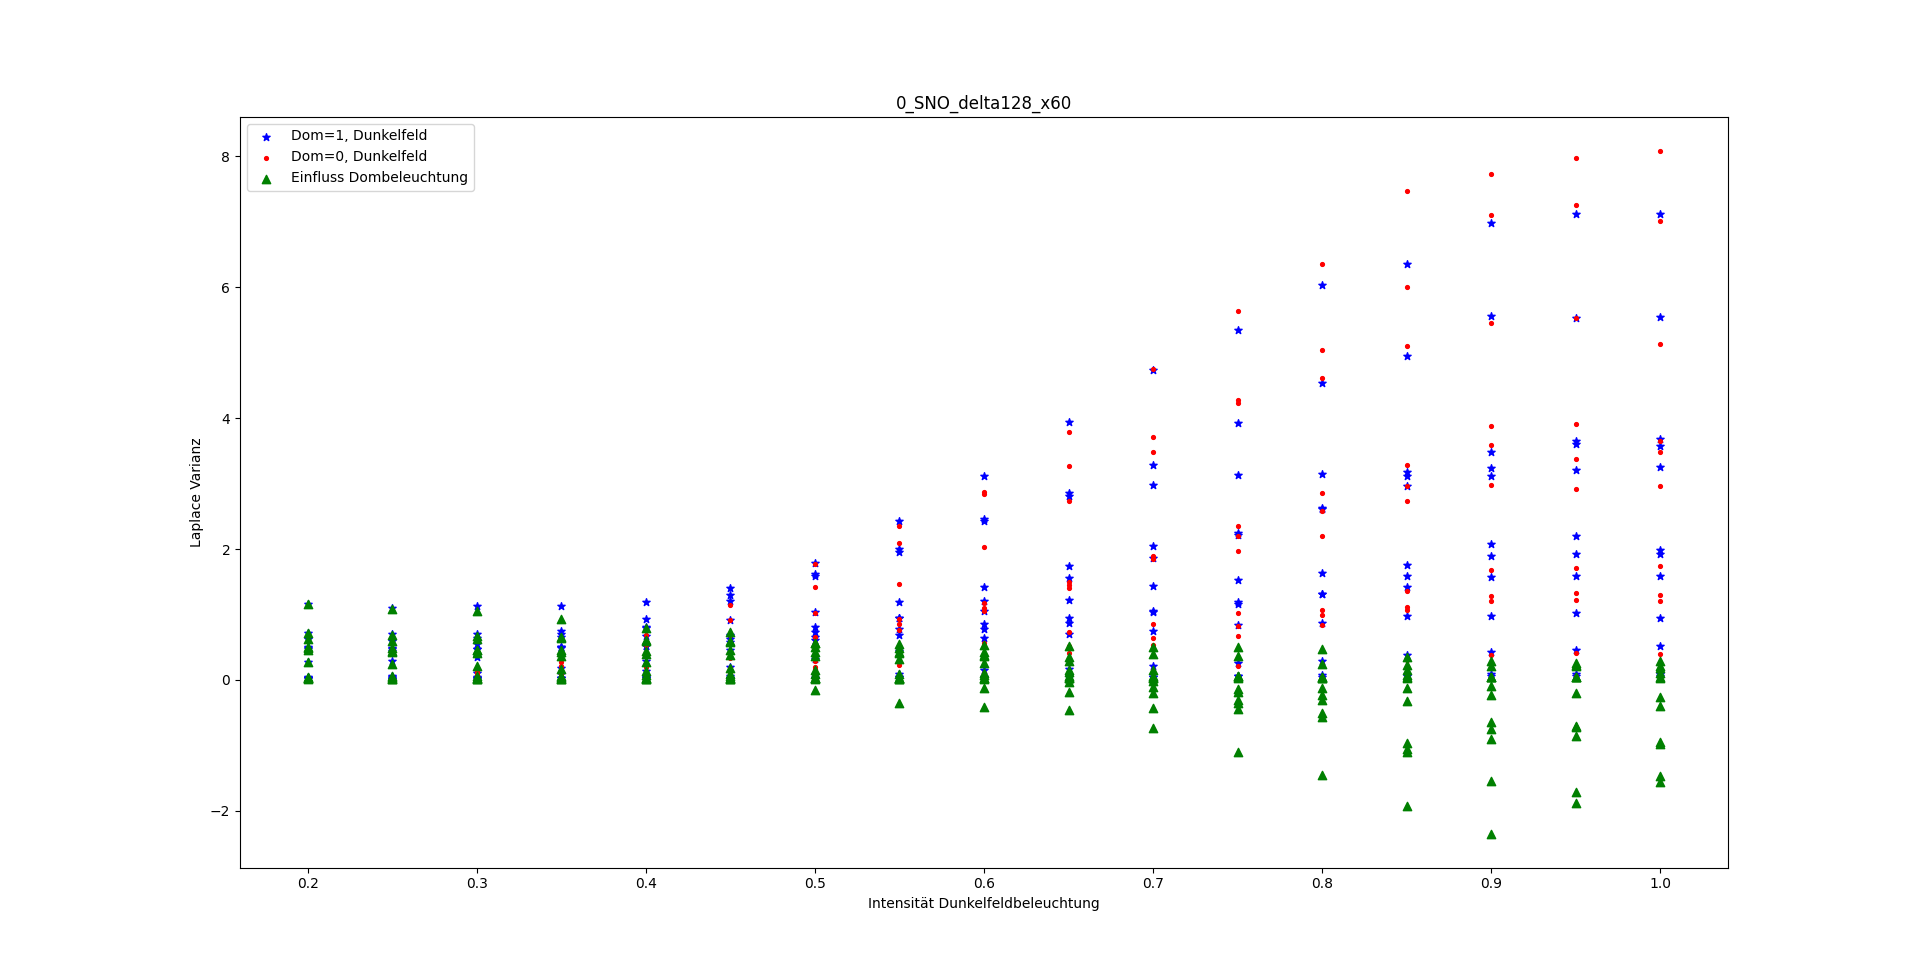 0_SNO_delta128_x60
Dom=1, Dunkelfeld
Dom=0, Dunkelfeld
Einfluss Dombeleuchtung
8
6
4
2
0
−2
Laplace Varianz
0.2 0.3 0.4 0.5 0.6 0.7 0.8 0.9 1.0
Intensität Dunkelfeldbeleuchtung